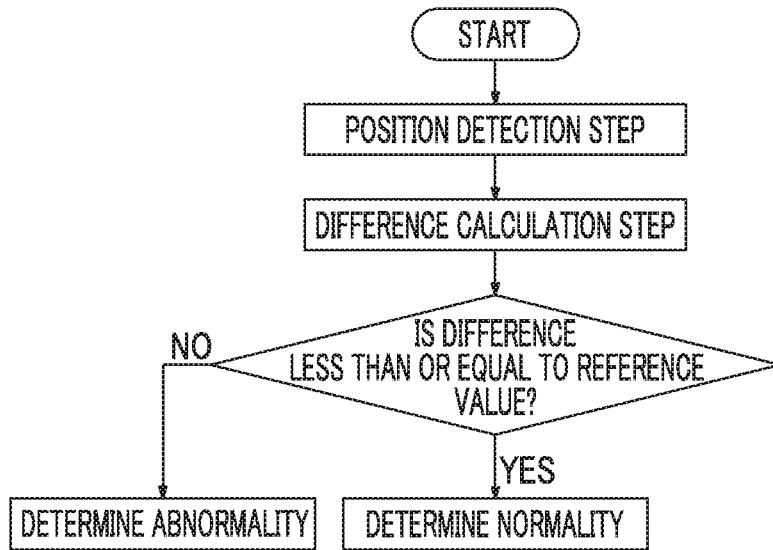 START
POSITION DETECTION STEP
DIFFERENCE CALCULATION STEP
IS DIFFERENCE
LESS THAN OR EQUAL TO REFERENCE
VALUE?
NO
YES
DETERMINE ABNORMALITY
DETERMINE NORMALITY